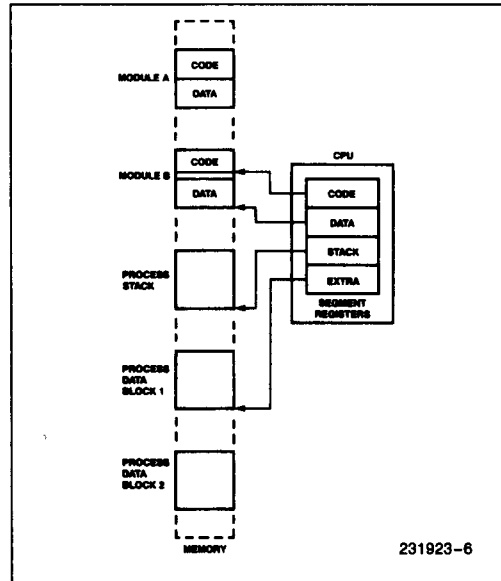 CODE
MODULE A
DATA
CPU
CODE
MODULE B
DATA
CODE
DATA
STACK
EXTRA
SEGMENT
REGISTERS
PROCESS
STACK
PROCESS
DATA
BLOCK 1
PROCESS
DATA
BLOCK 2
MEMORY
231923-6